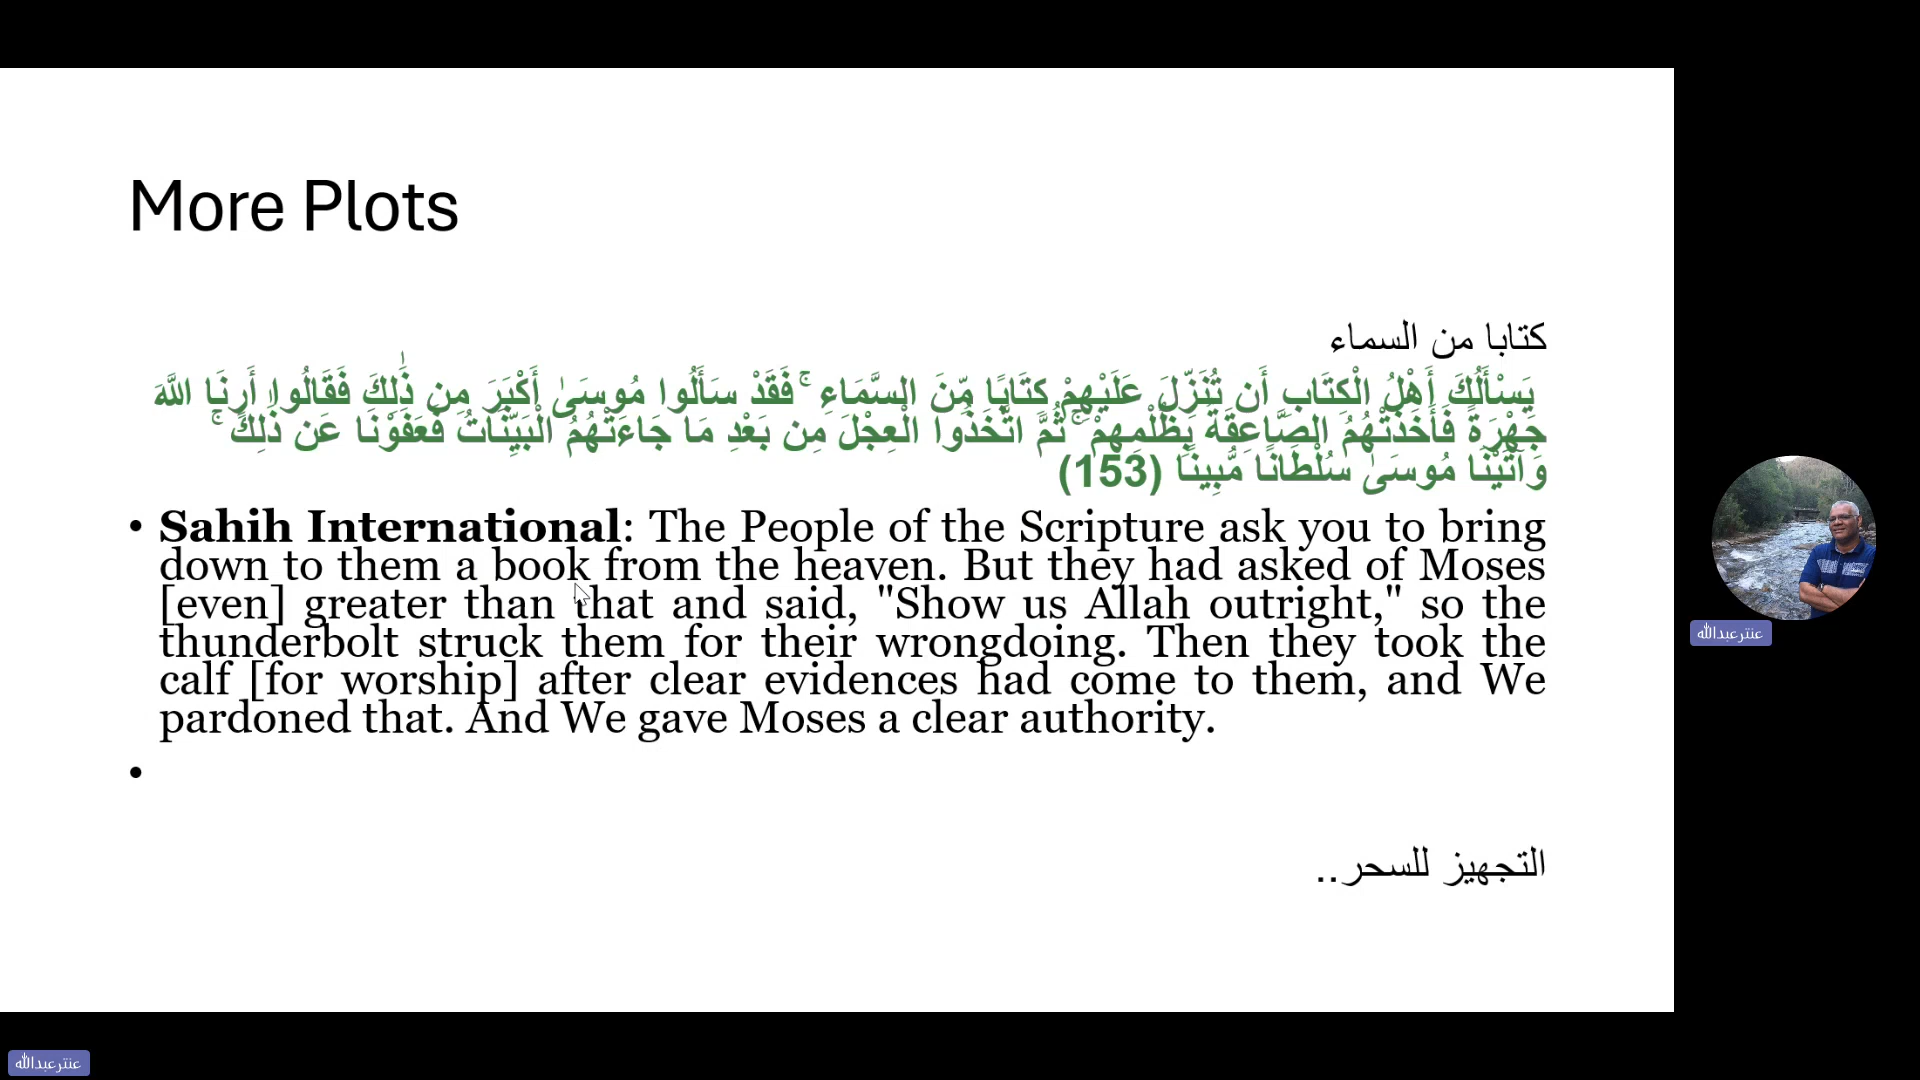 More Plots
كتابا من السماء
يَسْأَلُكَ أَهْلُ الْكِتَابِ أَن تُنَزِّلَ عَلَيْهِمْ كِتَابًا مِّنَ السَّمَاءِ ۚ فَقَدْ سَأَلُوا مُوسَىٰ أَكْبَرَ مِن ذَٰلِكَ فَقَالُوا أَرِنَا اللَّهَ
جَهْرَةً فَأَخَذَتْهُمُ الصَّاعِقَةُ بِظُلْمِهِمْ ۚ ثُمَّ اتَّخَذُوا الْعِجْلَ مِن بَعْدِ مَا جَاءَتْهُمُ الْبَيِّنَاتُ فَعَفَوْنَا عَن ذَٰلِكَ ۚ
وَآتَيْنَا مُوسَىٰ سُلْطَانًا مُّبِينًا (153)
• Sahih International: The People of the Scripture ask you to bring
down to them a book from the heaven. But they had asked of Moses
[even] greater than that and said, "Show us Allah outright," so the
thunderbolt struck them for their wrongdoing. Then they took the
calf [for worship] after clear evidences had come to them, and We
pardoned that. And We gave Moses a clear authority.
•
التجهيز للسحر..
عنترعبدالله
عنترعبدالله